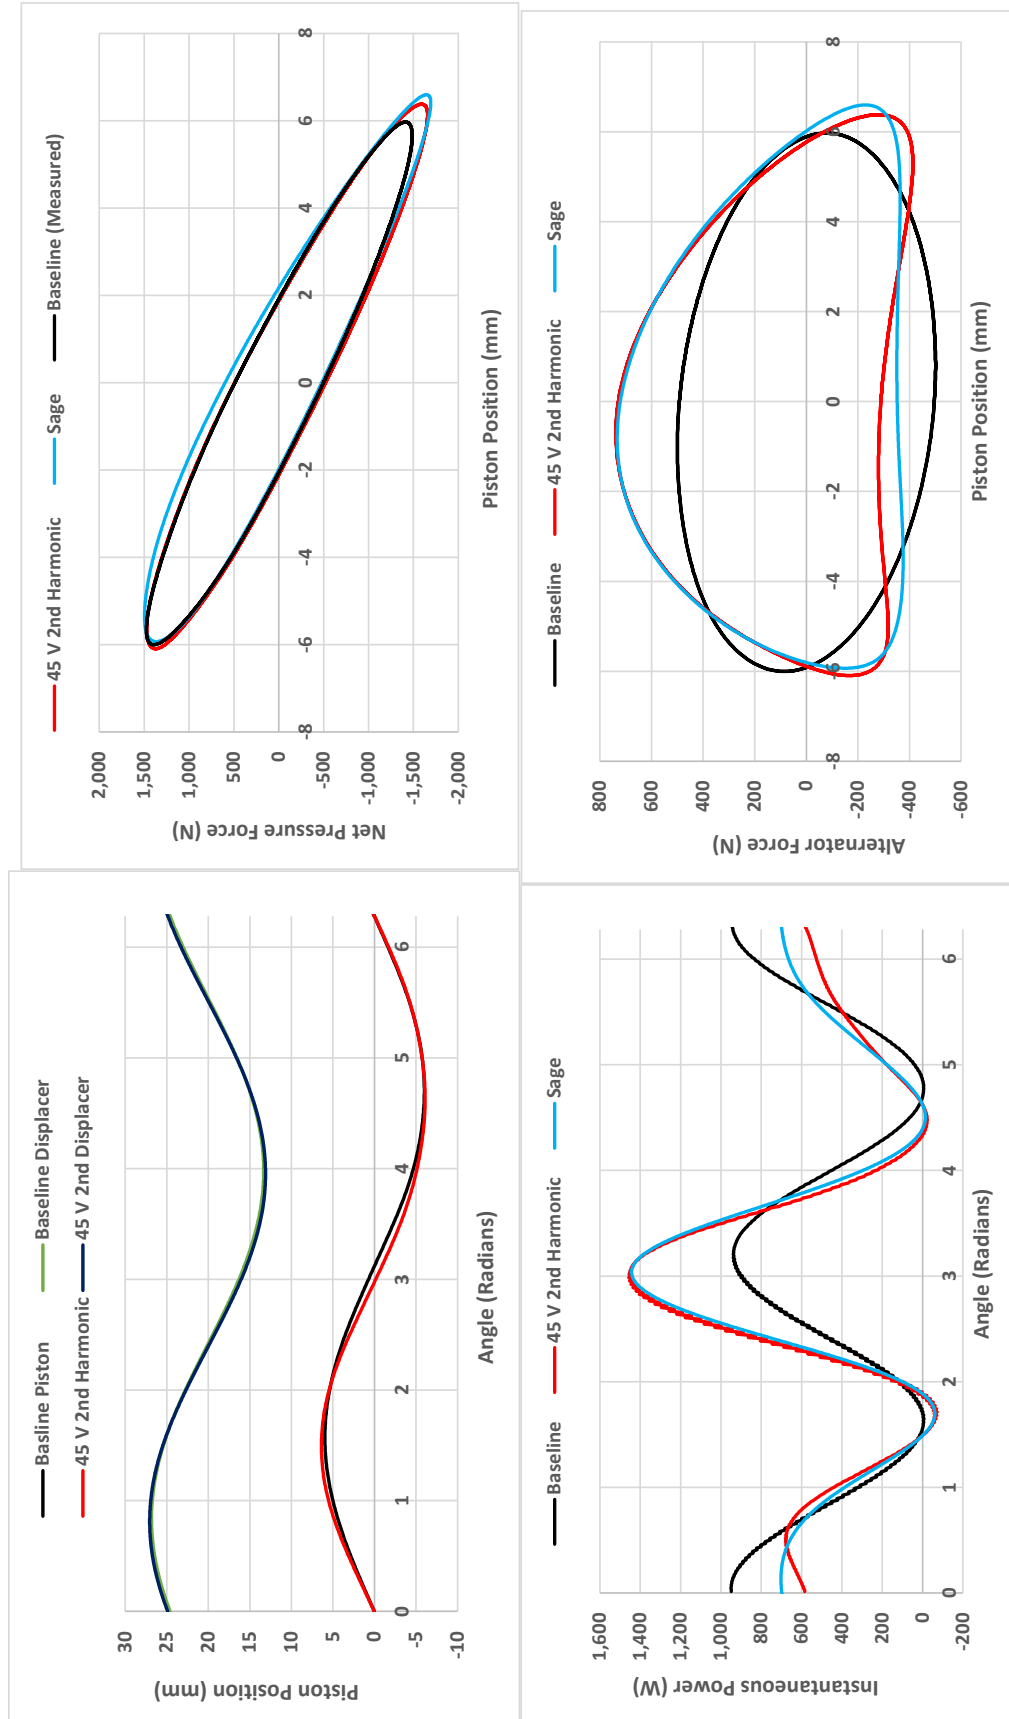 Basline Piston Baseline Displacer
45 V 2nd Harmonic 45 V 2nd Displacer
Piston Position (mm)
30
25
20
15
10
5
0
-5
-10
0 1 2 3 4 5 6
Angle (Radians)
45 V 2nd Harmonic Sage Baseline (Measured)
Net Pressure Force (N)
2,000
1,500
1,000
500
0
-500
-1,000
-1,500
-2,000
-8 -6 -4 -2 0 2 4 6 8
Piston Position (mm)
Baseline 45 V 2nd Harmonic Sage
Instantaneous Power (W)
1,600
1,400
1,200
1,000
800
600
400
200
0
-200
0 1 2 3 4 5 6
Angle (Radians)
Baseline 45 V 2nd Harmonic Sage
Alternator Force (N)
800
600
400
200
0
-200
-400
-600
-8 -6 -4 -2 0 2 4 6 8
Piston Position (mm)